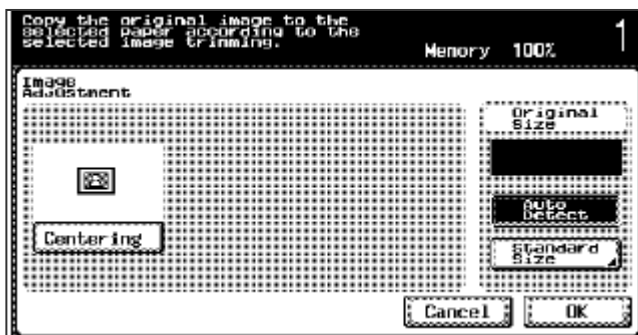 Copy the original image to the
selected paper according to the
selected image trimming.
Memory 100%
1
Image
Adjustment
Original
Size
Auto
Detect
Centering
Standard
Size
Cancel
OK